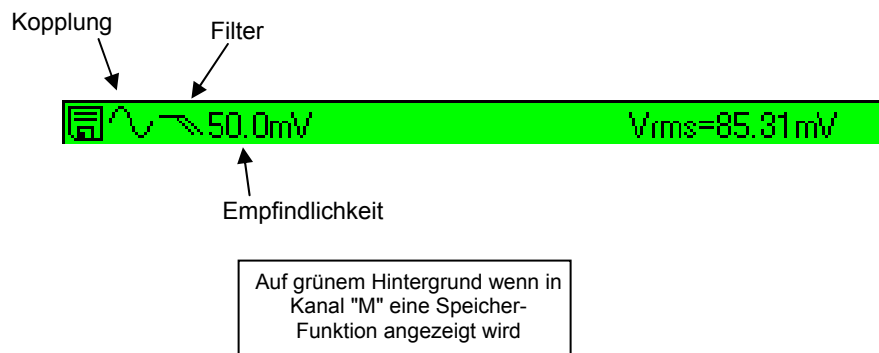 Kopplung
Filter
50.0mV Vrms=85.31mV
Empfindlichkeit
Auf grünem Hintergrund wenn in
Kanal "M" eine Speicher-
Funktion angezeigt wird